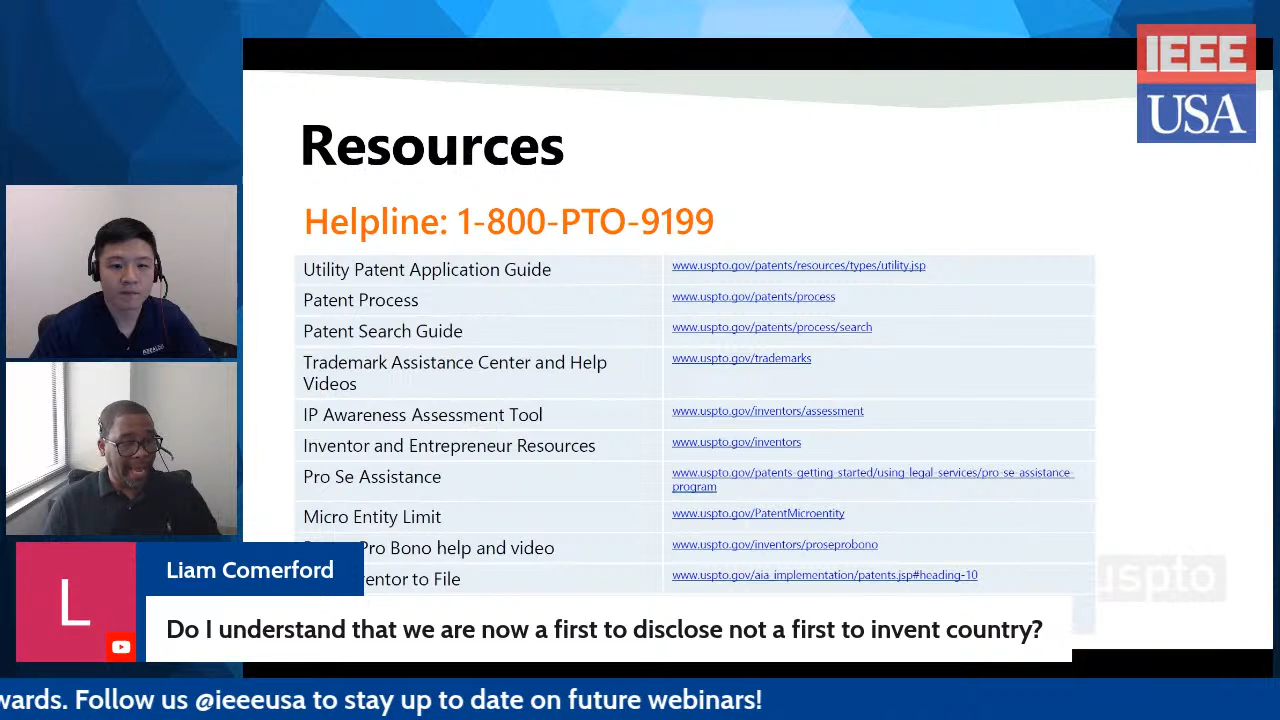 IEEE
USA
Resources
Helpline: 1-800-PTO-9199
Utility Patent Application Guide
www.uspto.gov/patents/resources/types/utility.jsp
Patent Process
www.uspto.gov/patents/process
Patent Search Guide
www.uspto.gov/patents/process/search
Trademark Assistance Center and Help
Videos
www.uspto.gov/trademarks
IP Awareness Assessment Tool
www.uspto.gov/inventors/assessment
Inventor and Entrepreneur Resources
www.uspto.gov/inventors
Pro Se Assistance
www.uspto.gov/patents-getting-started/using-legal-services/pro-se-assistance-
program
Micro Entity Limit
www.uspto.gov/PatentMicroentity
Pro Bono help and video
www.uspto.gov/inventors/proseprobono
to File
www.uspto.gov/aia_implementation/patents.jsp#heading-10
uspto
L
Liam Comerford
Do I understand that we are now a first to disclose not a first to invent country?
wards. Follow us @ieeeusa to stay up to date on future webinars!